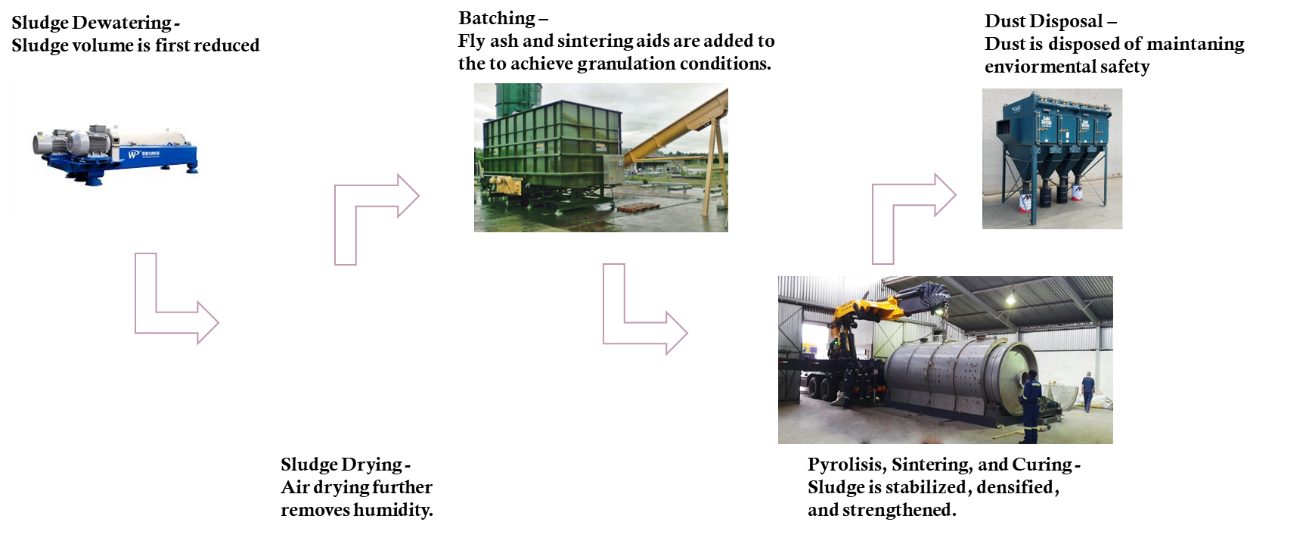 Sludge Dewatering -
Sludge volume is first reduced
Batching –
Fly ash and sintering aids are added to
the to achieve granulation conditions.
Dust Disposal –
Dust is disposed of maintaning
enviormental safety
WP
Sludge Drying -
Air drying further
removes humidity.
Pyrolisis, Sintering, and Curing -
Sludge is stabilized, densified,
and strengthened.